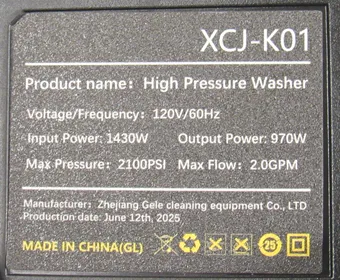 XCJ-K01
Product name: High Pressure Washer
Voltage/Frequency: 120V/60Hz
Input Power: 1430W Output Power: 970W
Max Pressure: 2100PSI Max Flow: 2.0GPM
Manufacturer: Zhejiang Gele cleaning equipment Co., LTD
Production date: June 12th, 2025
MADE IN CHINA(GL) 25